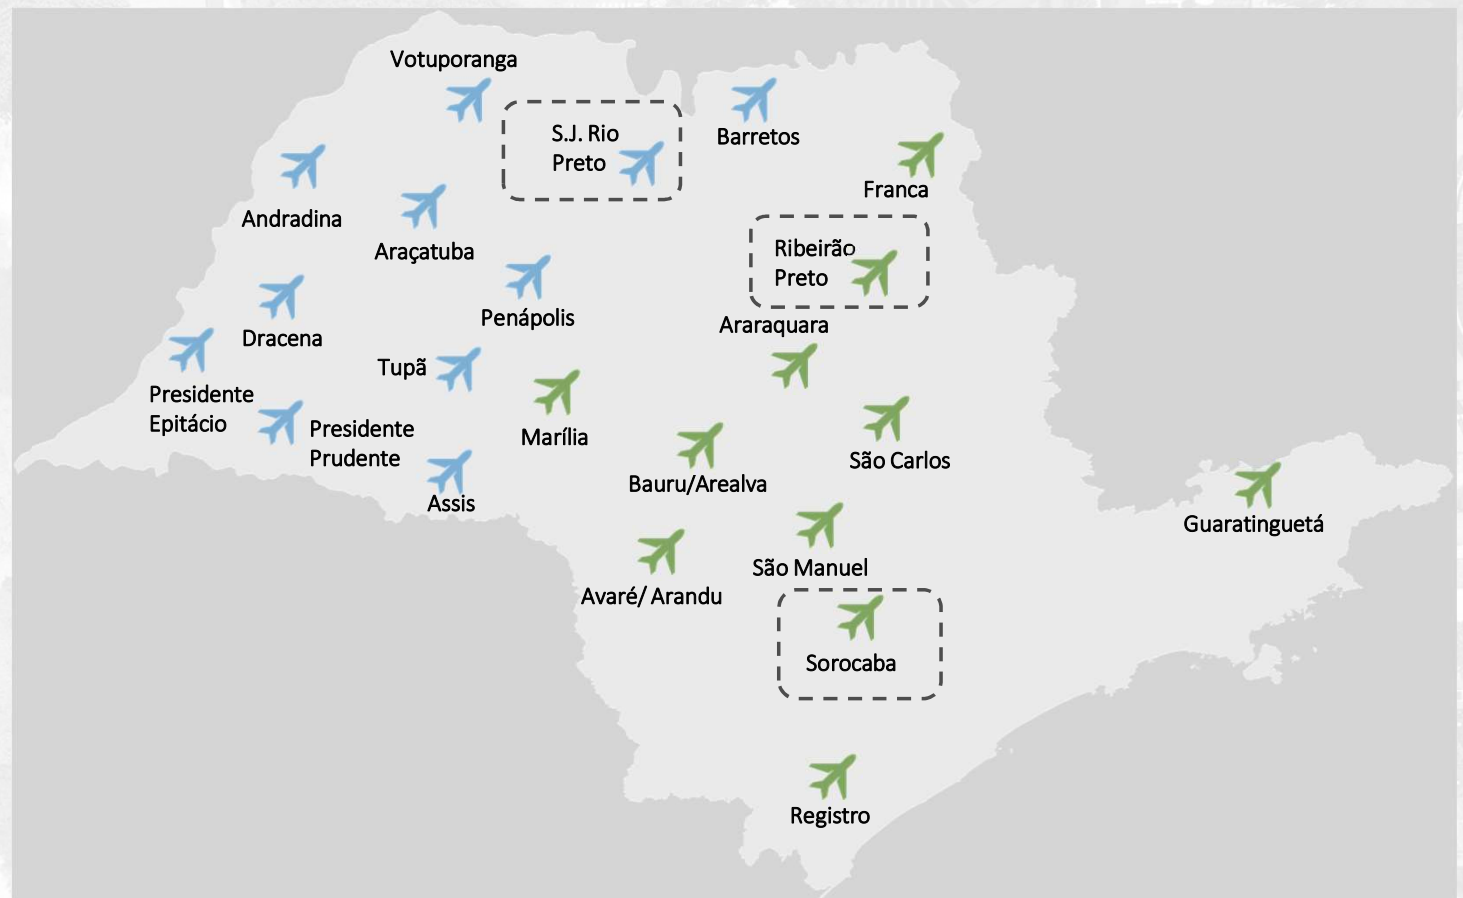 Votuporanga
S.J. Rio
Preto
Barretos
Franca
Andradina
Araçatuba
Ribeirão
Preto
Penápolis
Araraquara
Dracena
Tupã
Presidente
Epitácio
Presidente
Prudente
Marília
São Carlos
Bauru/Arealva
Assis
Guaratinguetá
São Manuel
Avaré/ Arandu
Sorocaba
Registro